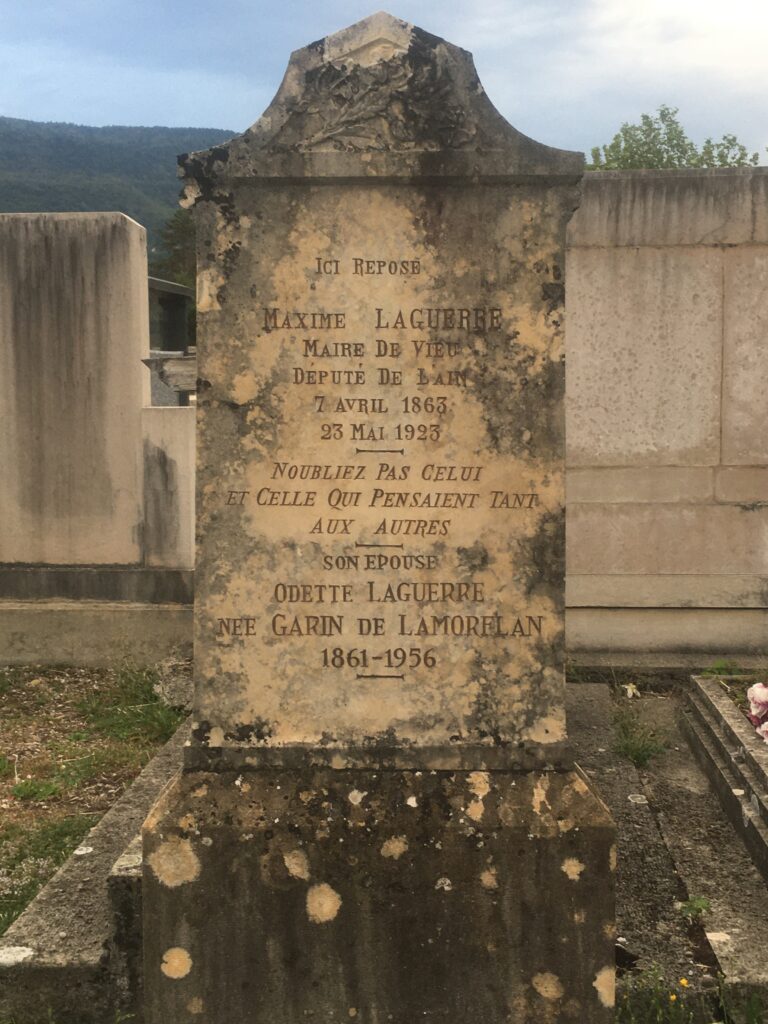 ICI REPOSE
MAXIME LAGUERRE
MAIRE DE VIEU
DÉPUTÉ DE L'AIN
7 AVRIL 1863
23 MAI 1923
N'OUBLIEZ PAS CELUI
ET CELLE QUI PENSAIENT TANT
AUX AUTRES
SON EPOUSE
ODETTE LAGUERRE
NÉE GARIN DE LAMORFLAN
1861-1956